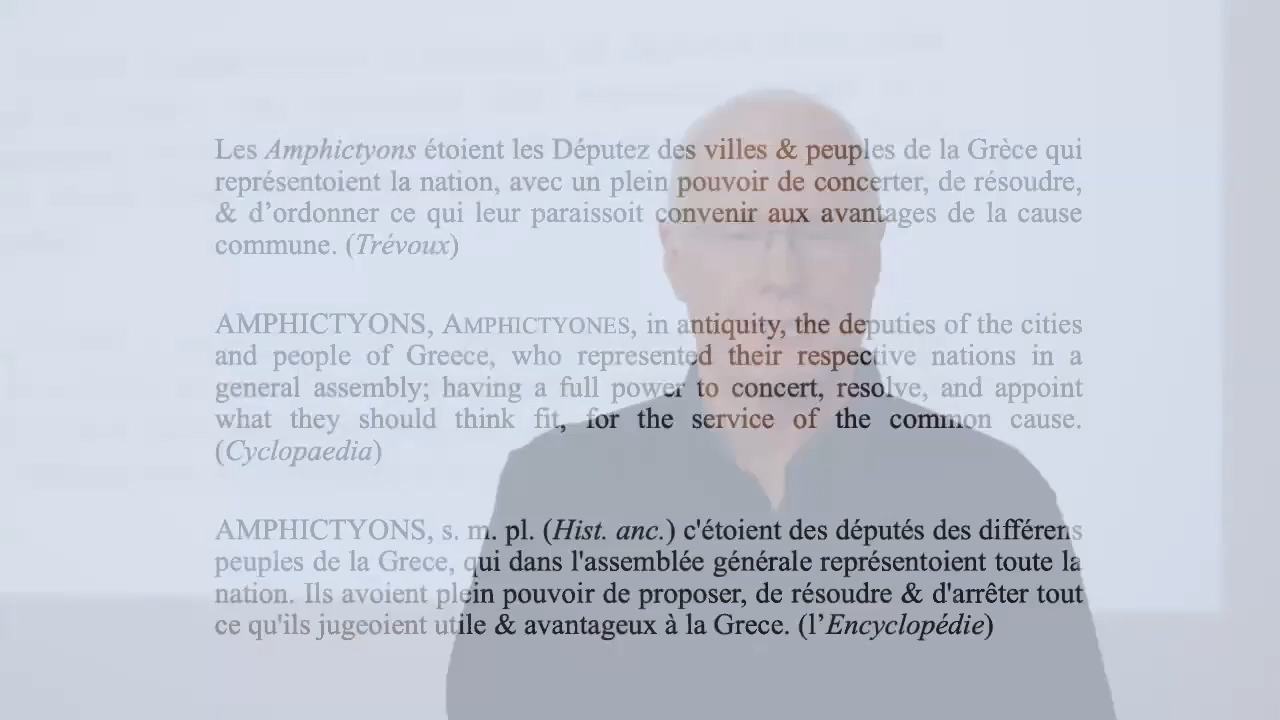 Les Amphictyons étoient les Députez des villes & peuples de la Grèce qui
représentoient la nation, avec un plein pouvoir de concerter, de résoudre,
& d’ordonner ce qui leur paraissoit convenir aux avantages de la cause
commune. (Trévoux)
AMPHICTYONS, AMPHICTYONES, in antiquity, the deputies of the cities
and people of Greece, who represented their respective nations in a
general assembly; having a full power to concert, resolve, and appoint
what they should think fit, for the service of the common cause.
(Cyclopaedia)
AMPHICTYONS, s. m. pl. (Hist. anc.) c'étoient des députés des différens
peuples de la Grece, qui dans l'assemblée générale représentoient toute la
nation. Ils avoient plein pouvoir de proposer, de résoudre & d'arrêter tout
ce qu'ils jugeoient utile & avantageux à la Grece. (l’Encyclopédie)